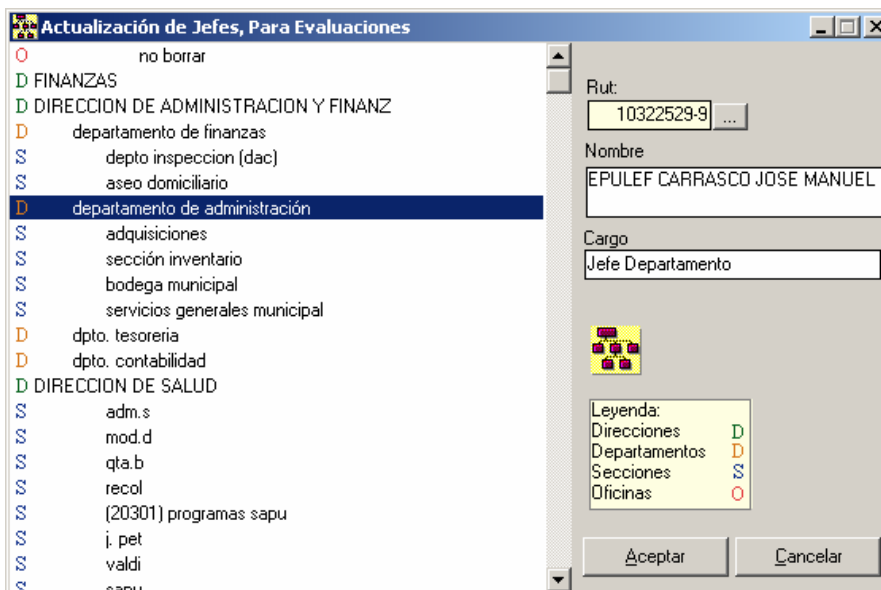 Actualización de Jefes, Para Evaluaciones
O no borrar
D FINANZAS
D DIRECCION DE ADMINISTRACION Y FINANZ
D departamento de finanzas
S depto inspeccion (dac)
S aseo domiciliario
D departamento de administración
S adquisiciones
S sección inventario
S bodega municipal
S servicios generales municipal
D dpto. tesoreria
D dpto. contabilidad
D DIRECCION DE SALUD
S adm.s
S mod.d
S qta.b
S recol
S (20301) programas sapu
S j. pet
S valdi
S sapu
Rut:
10322529-9 ...
Nombre
EPULEF CARRASCO JOSE MANUEL
Cargo
Jefe Departamento
Leyenda:
Direcciones D
Departamentos D
Secciones S
Oficinas O
Aceptar Cancelar